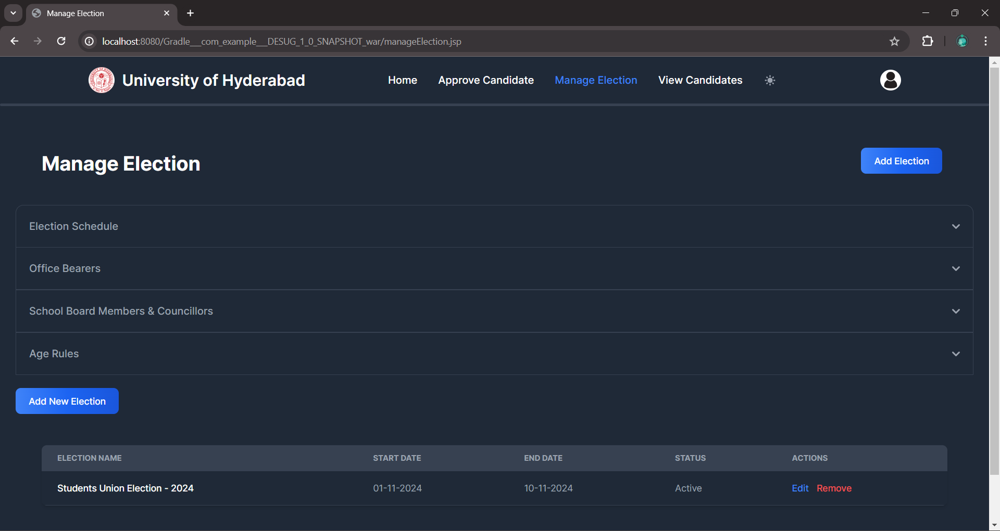 Manage Election
localhost:8080/Gradle___com_example___DESUG_1_0_SNAPSHOT_war/manageElection.jsp
University of Hyderabad
Home Approve Candidate Manage Election View Candidates
Manage Election
Add Election
Election Schedule
Office Bearers
School Board Members & Councillors
Age Rules
Add New Election
ELECTION NAME START DATE END DATE STATUS ACTIONS
Students Union Election - 2024 01-11-2024 10-11-2024 Active Edit Remove